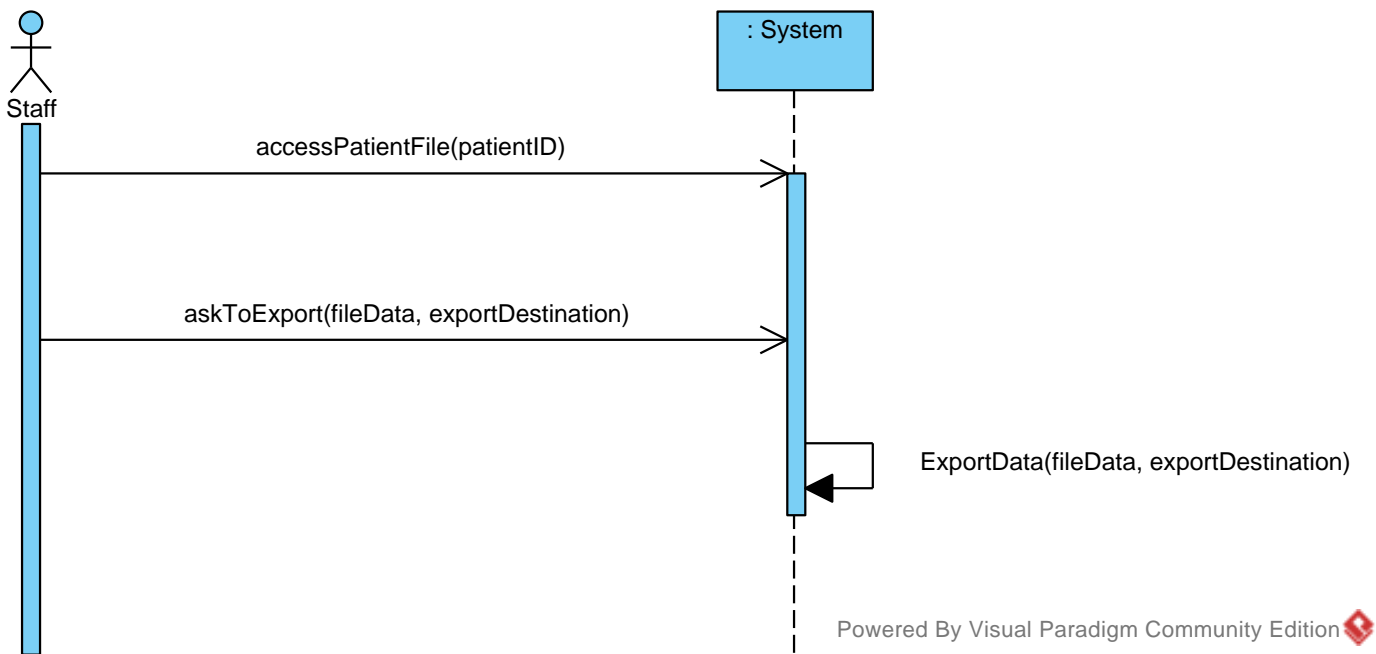 : System
Staff
accessPatientFile(patientID)
askToExport(fileData, exportDestination)
ExportData(fileData, exportDestination)
Powered By Visual Paradigm Community Edition